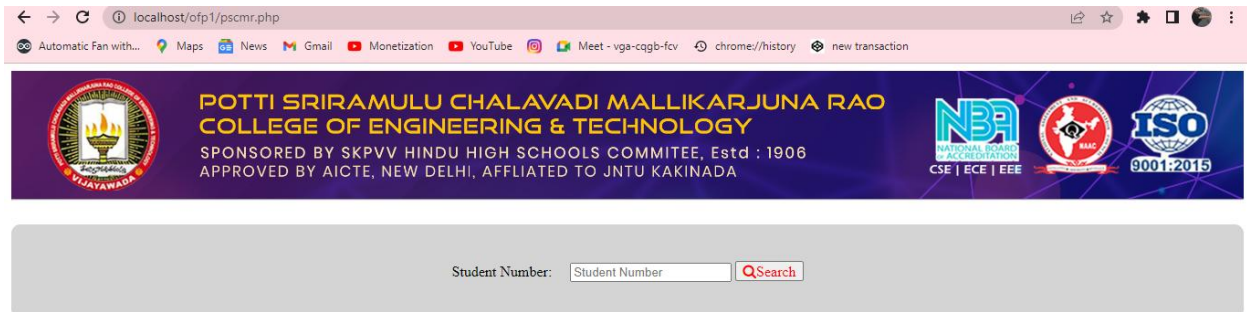 localhost/ofp1/pscmr.php
Automatic Fan with... Maps News Gmail Monetization YouTube Meet - vga-cqgb-fcv chrome://history new transaction
POTTI SRIRAMULU CHALAVADI MALLIKARJUNA RAO
COLLEGE OF ENGINEERING & TECHNOLOGY
SPONSORED BY SKPVV HINDU HIGH SCHOOLS COMMITEE, Estd : 1906
APPROVED BY AICTE, NEW DELHI, AFFLIATED TO JNTU KAKINADA
VIJAYAWADA
NBA
NATIONAL BOARD
of ACCREDITATION
CSE | ECE | EEE
NAAC
ISO
9001:2015
Student Number: Student Number Search